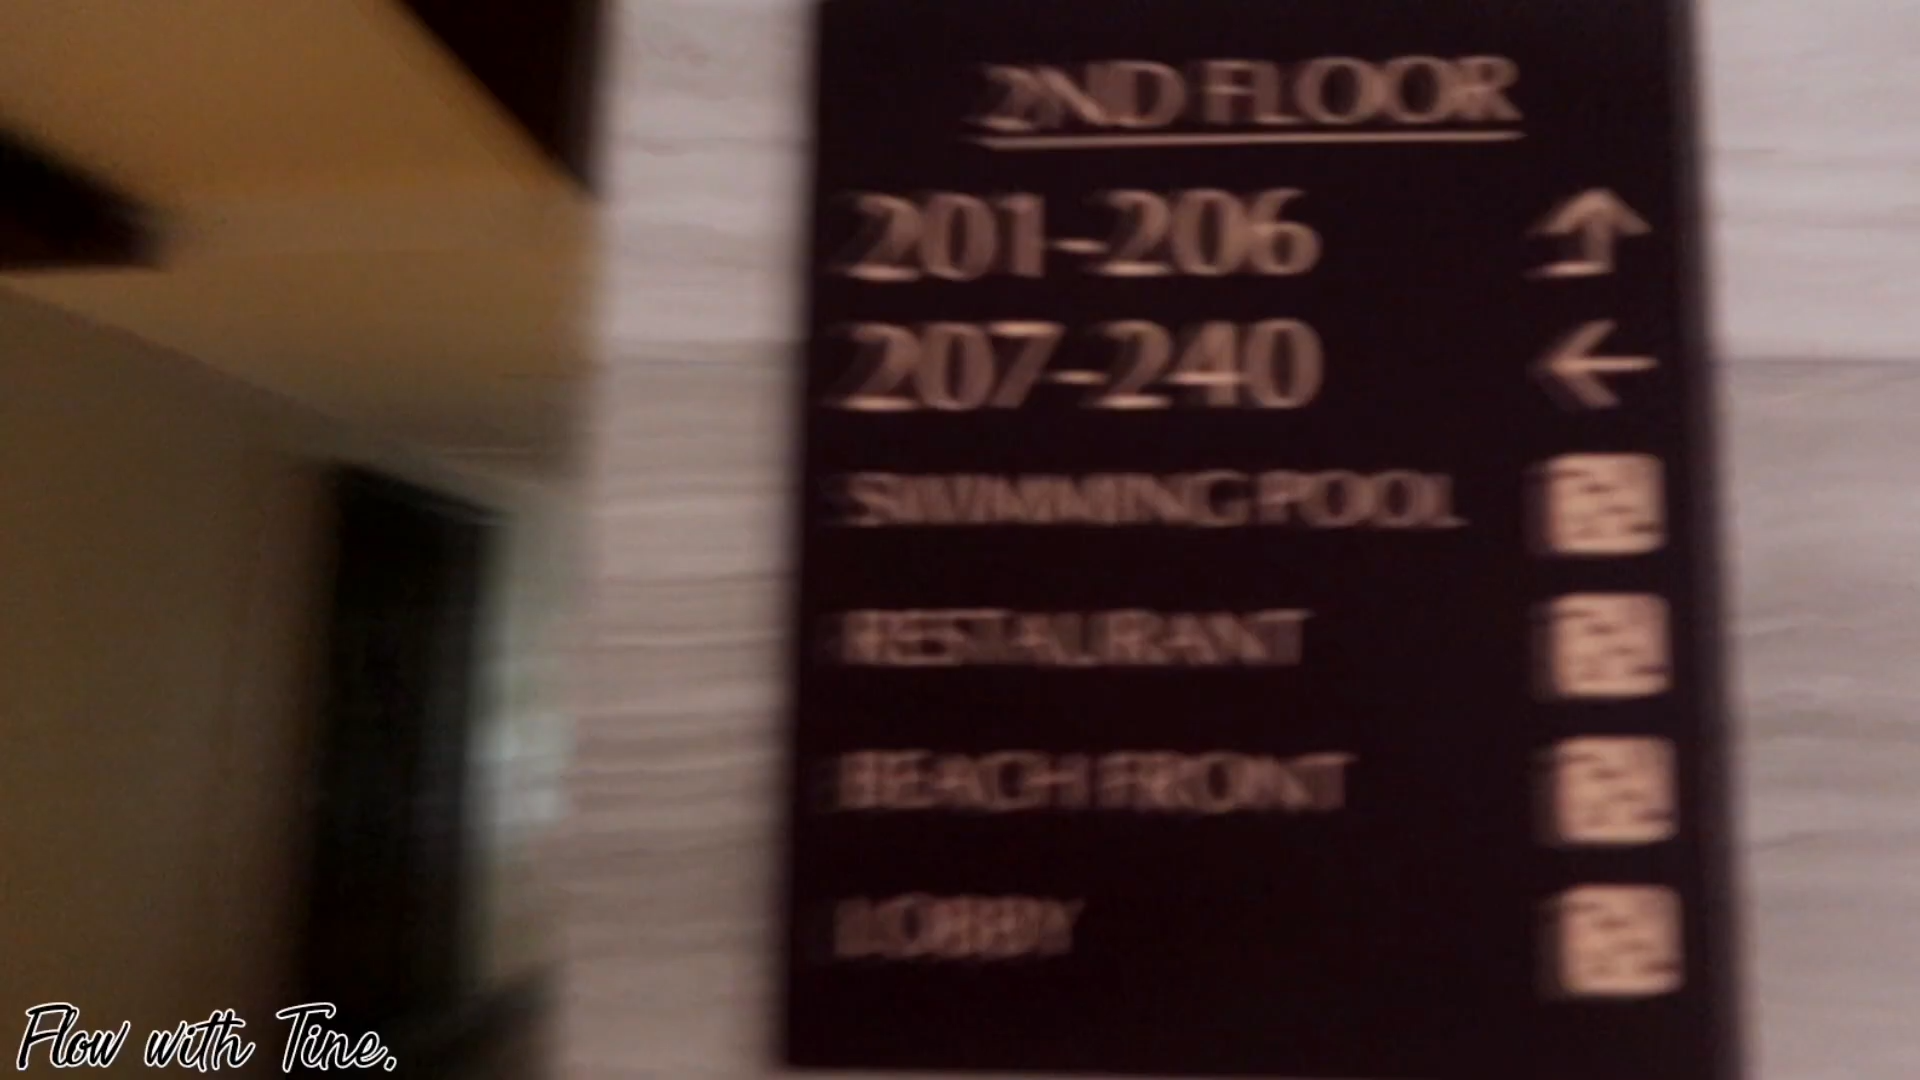 2ND FLOOR
201-206
207-240
SWIMMING POOL
RESTAURANT
BEACH FRONT
LOBBY
Flow with Tine.